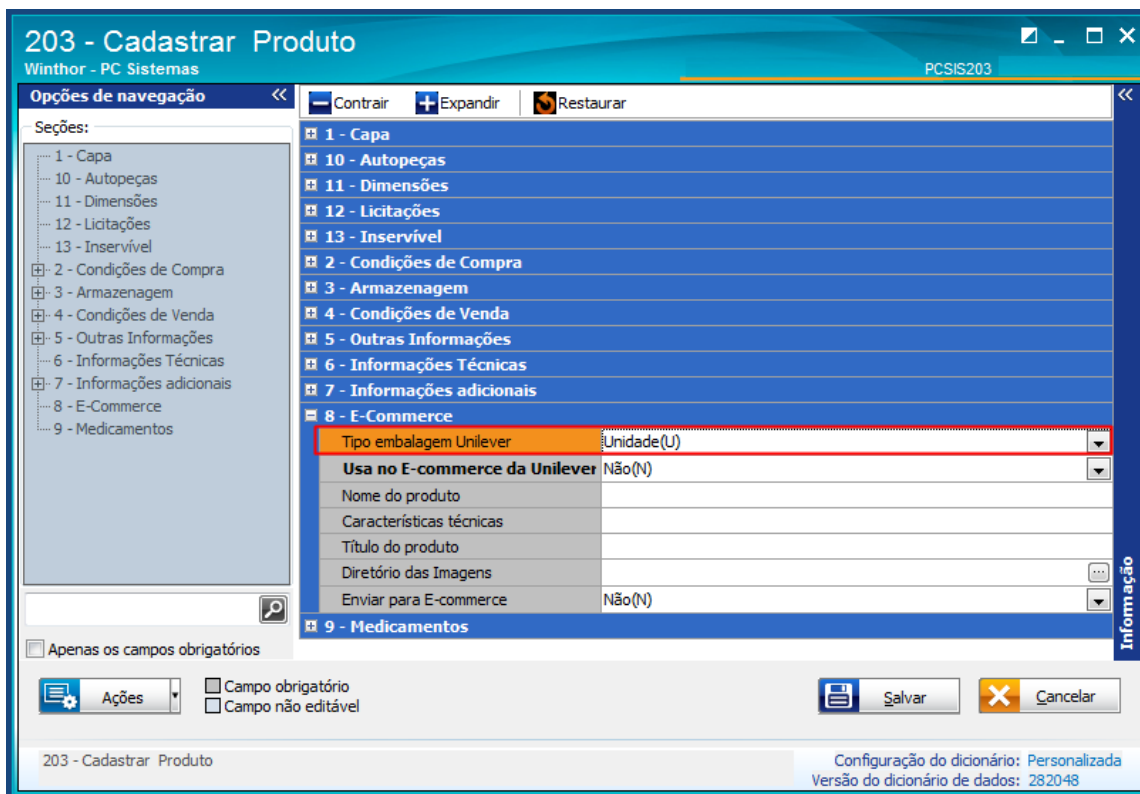 203 - Cadastrar Produto
Winthor - PC Sistemas
PCSIS203
Opções de navegação
Seções:
1 - Capa
10 - Autopeças
11 - Dimensões
12 - Licitações
13 - Inservível
2 - Condições de Compra
3 - Armazenagem
4 - Condições de Venda
5 - Outras Informações
6 - Informações Técnicas
7 - Informações adicionais
8 - E-Commerce
9 - Medicamentos
Apenas os campos obrigatórios
Contrair Expandir Restaurar
1 - Capa
10 - Autopeças
11 - Dimensões
12 - Licitações
13 - Inservível
2 - Condições de Compra
3 - Armazenagem
4 - Condições de Venda
5 - Outras Informações
6 - Informações Técnicas
7 - Informações adicionais
8 - E-Commerce
Tipo embalagem Unilever Unidade(U)
Usa no E-commerce da Unilever Não(N)
Nome do produto
Características técnicas
Título do produto
Diretório das Imagens ...
Enviar para E-commerce Não(N)
9 - Medicamentos
Informação
Ações
Campo obrigatório
Campo não editável
Salvar
Cancelar
203 - Cadastrar Produto
Configuração do dicionário: Personalizada
Versão do dicionário de dados: 282048